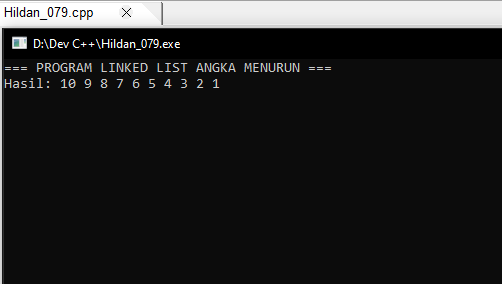 Hildan_079.cpp
D:\Dev C++\Hildan_079.exe
=== PROGRAM LINKED LIST ANGKA MENURUN ===
Hasil: 10 9 8 7 6 5 4 3 2 1